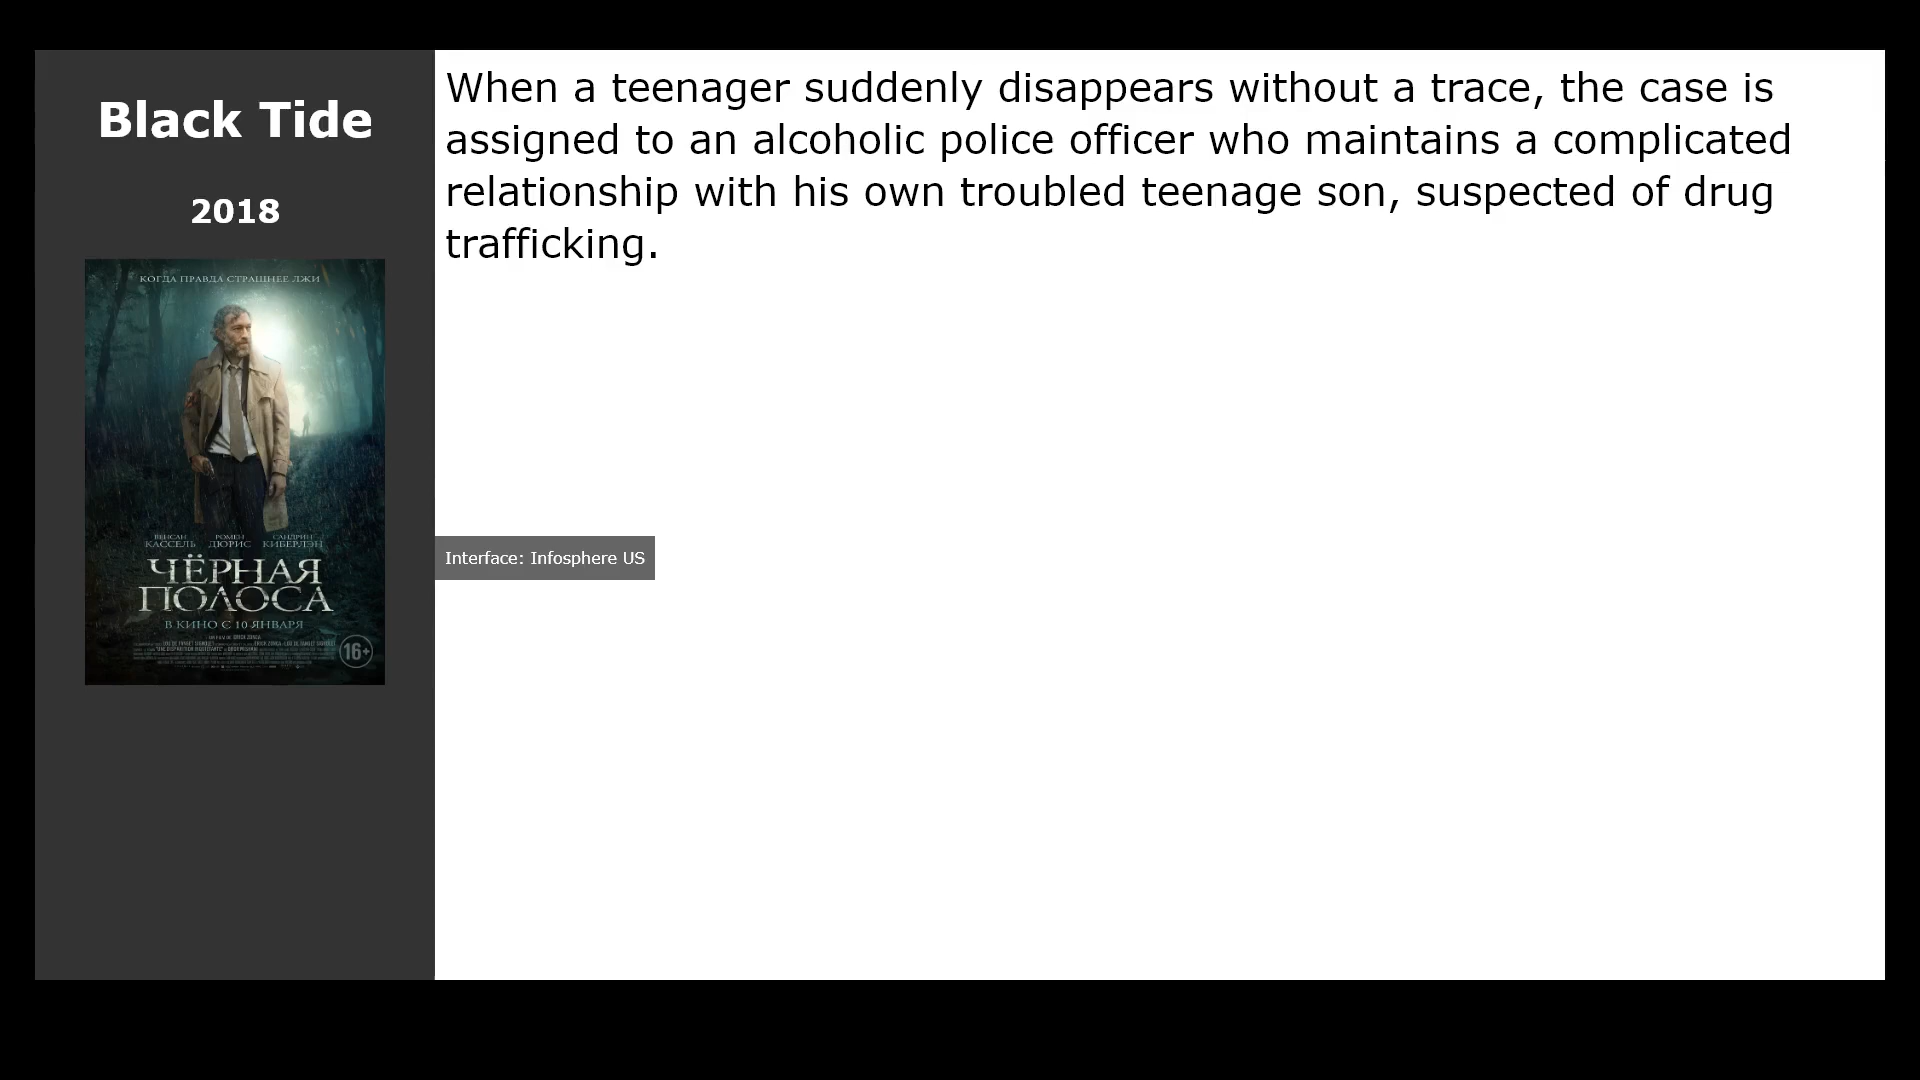 Black Tide
2018
КОГДА ПРАВДА СТРАШНЕЕ ЛЖИ
ВЕНСАН РОМЕН САНДРИН
КАССЕЛЬ ДЮРИС КИБЕРЛЭН
ЧЁРНАЯ
ПОЛОСА
В КИНО С 10 ЯНВАРЯ
16+
When a teenager suddenly disappears without a trace, the case is
assigned to an alcoholic police officer who maintains a complicated
relationship with his own troubled teenage son, suspected of drug
trafficking.
Interface: Infosphere US